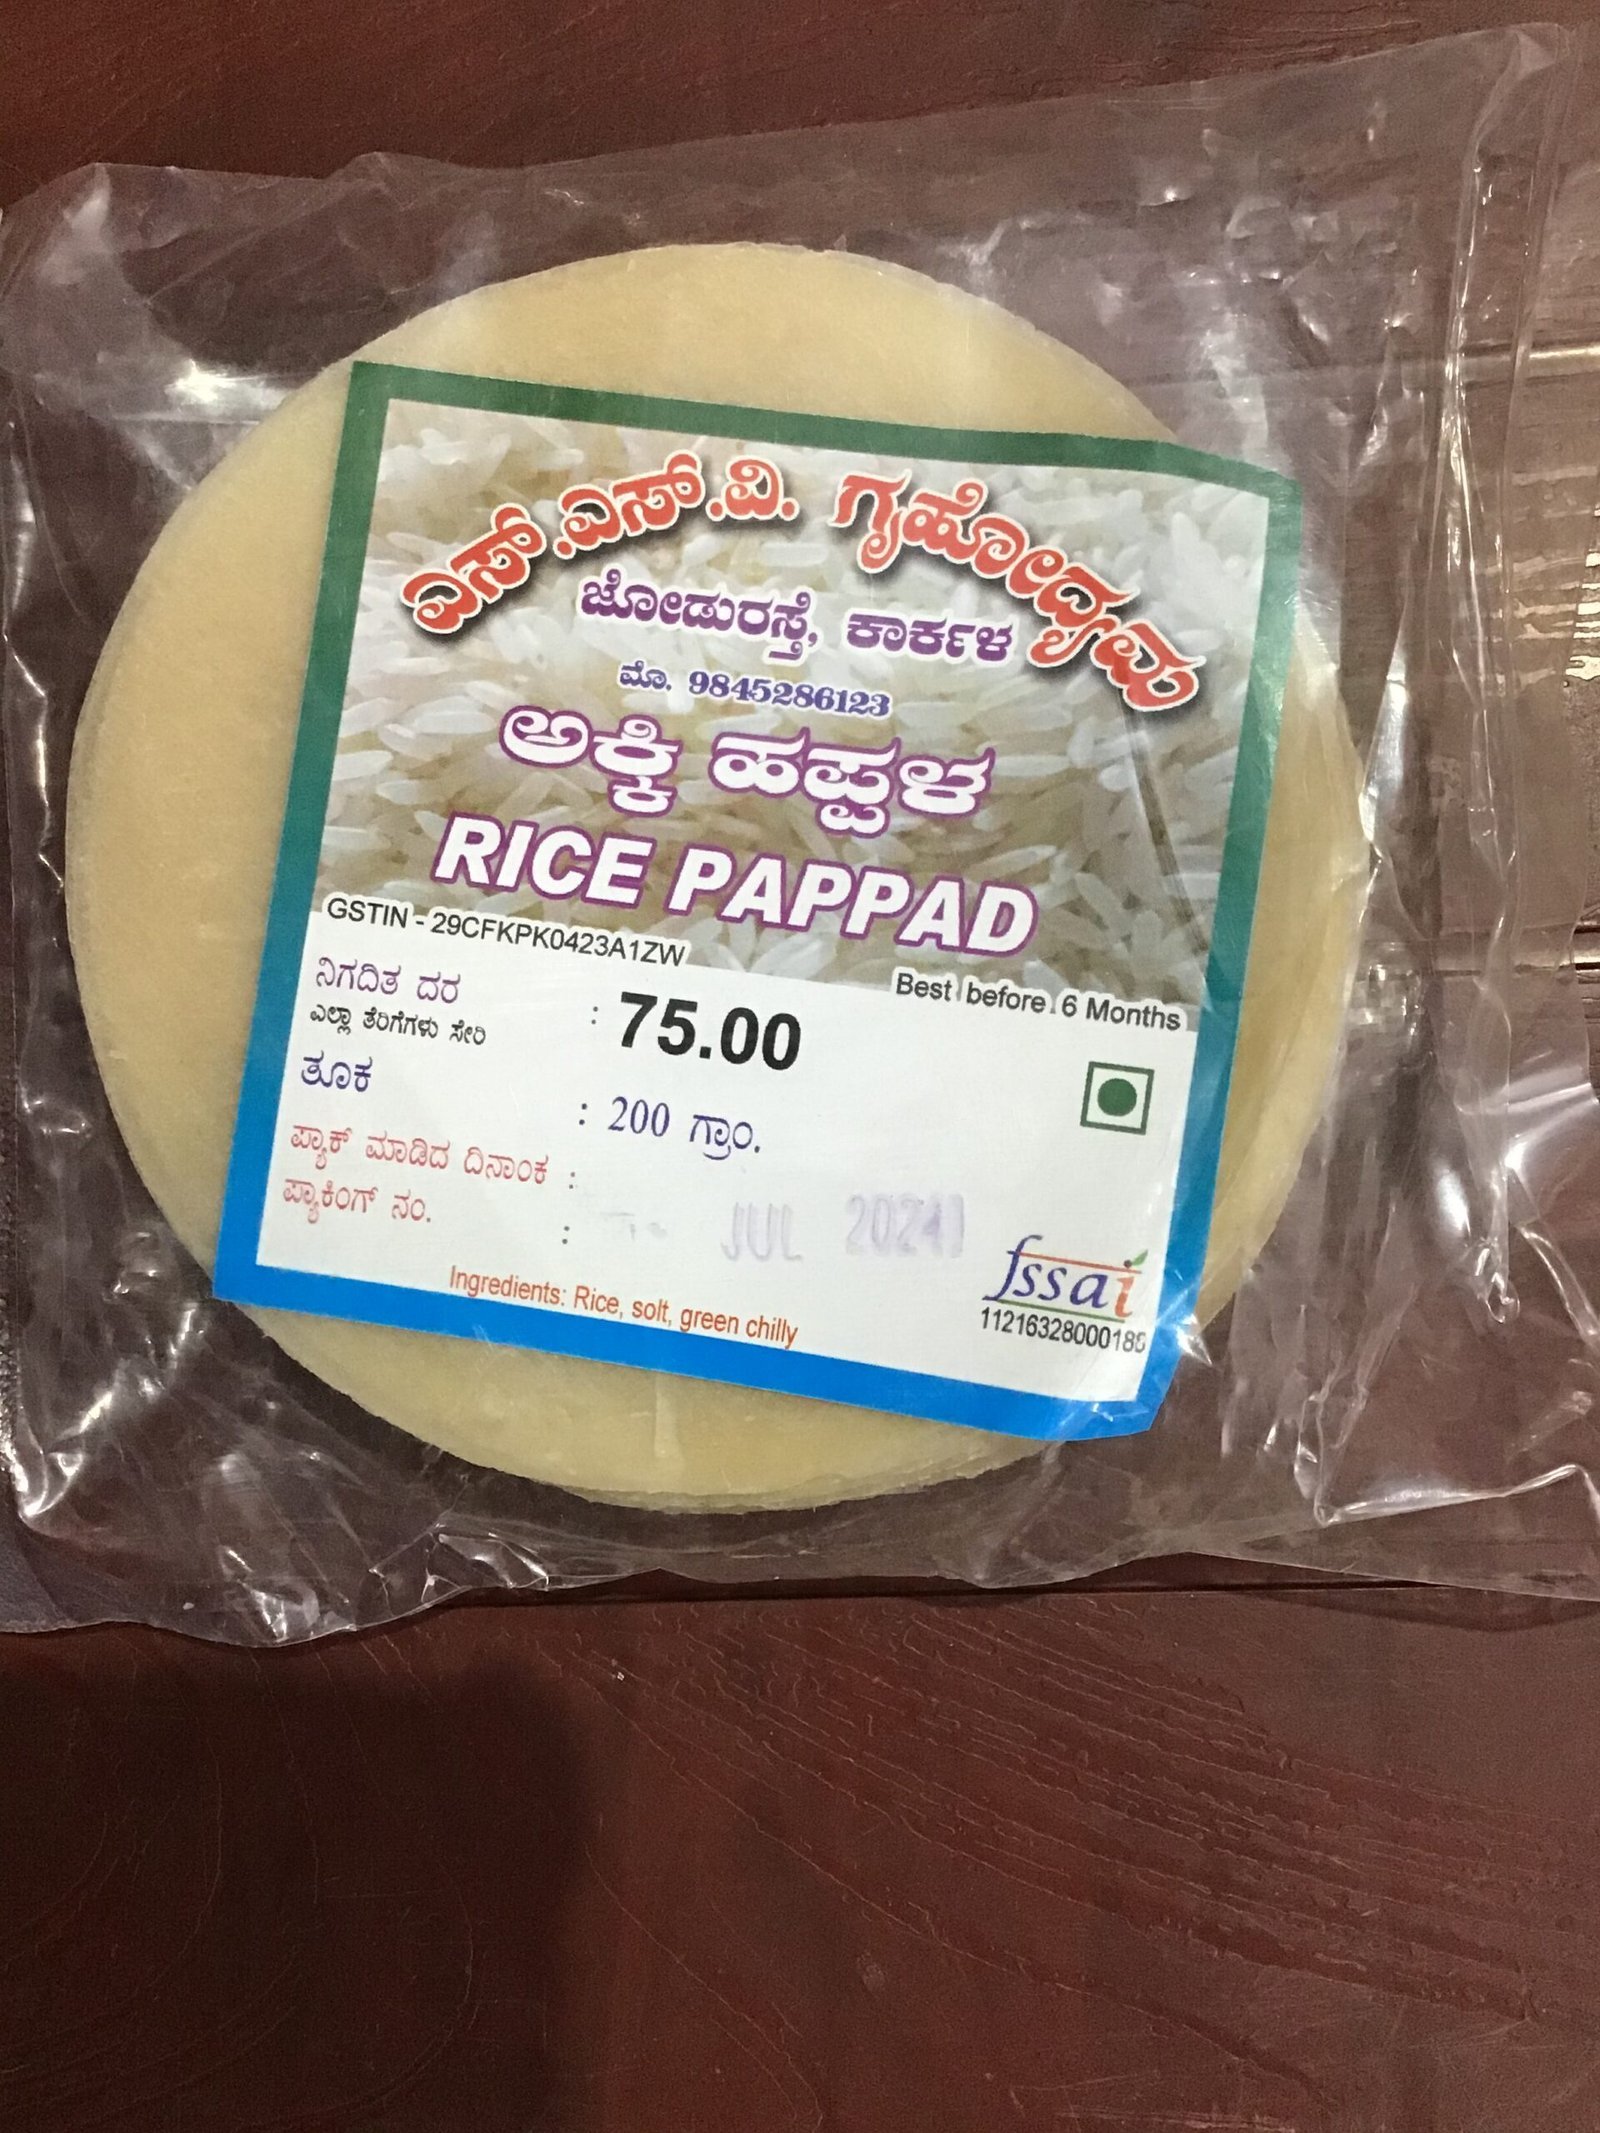 ಎಸ್.ಎಸ್.ವಿ. ಗೃಹೋದ್ಯಮ
ಜೋಡುರಸ್ತೆ, ಕಾರ್ಕಳ
ಮೊ. 9845286123
ಅಕ್ಕಿ ಹಪ್ಪಳ
RICE PAPPAD
GSTIN - 29CFKPK0423A1ZW
Best before 6 Months
ನಿಗದಿತ ದರ : 75.00
ಎಲ್ಲಾ ತೆರಿಗೆಗಳು ಸೇರಿ
ತೂಕ : 200 ಗ್ರಾಂ.
ಪ್ಯಾಕ್ ಮಾಡಿದ ದಿನಾಂಕ :
ಪ್ಯಾಕಿಂಗ್ ನಂ. : JUL
Ingredients: Rice, solt, green chilly
fssai
11216328000188